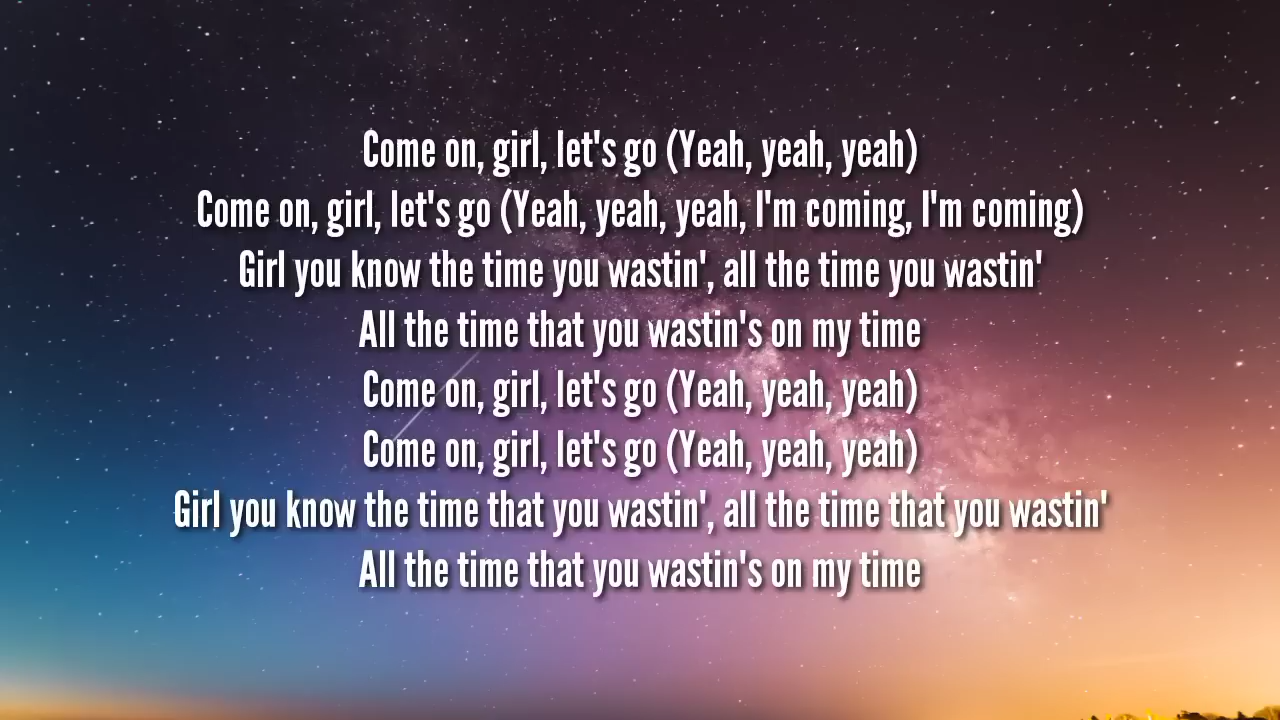 Come on, girl, let's go (Yeah, yeah, yeah)
Come on, girl, let's go (Yeah, yeah, yeah, I'm coming, I'm coming)
Girl you know the time you wastin', all the time you wastin'
All the time that you wastin's on my time
Come on, girl, let's go (Yeah, yeah, yeah)
Come on, girl, let's go (Yeah, yeah, yeah)
Girl you know the time that you wastin', all the time that you wastin'
All the time that you wastin's on my time